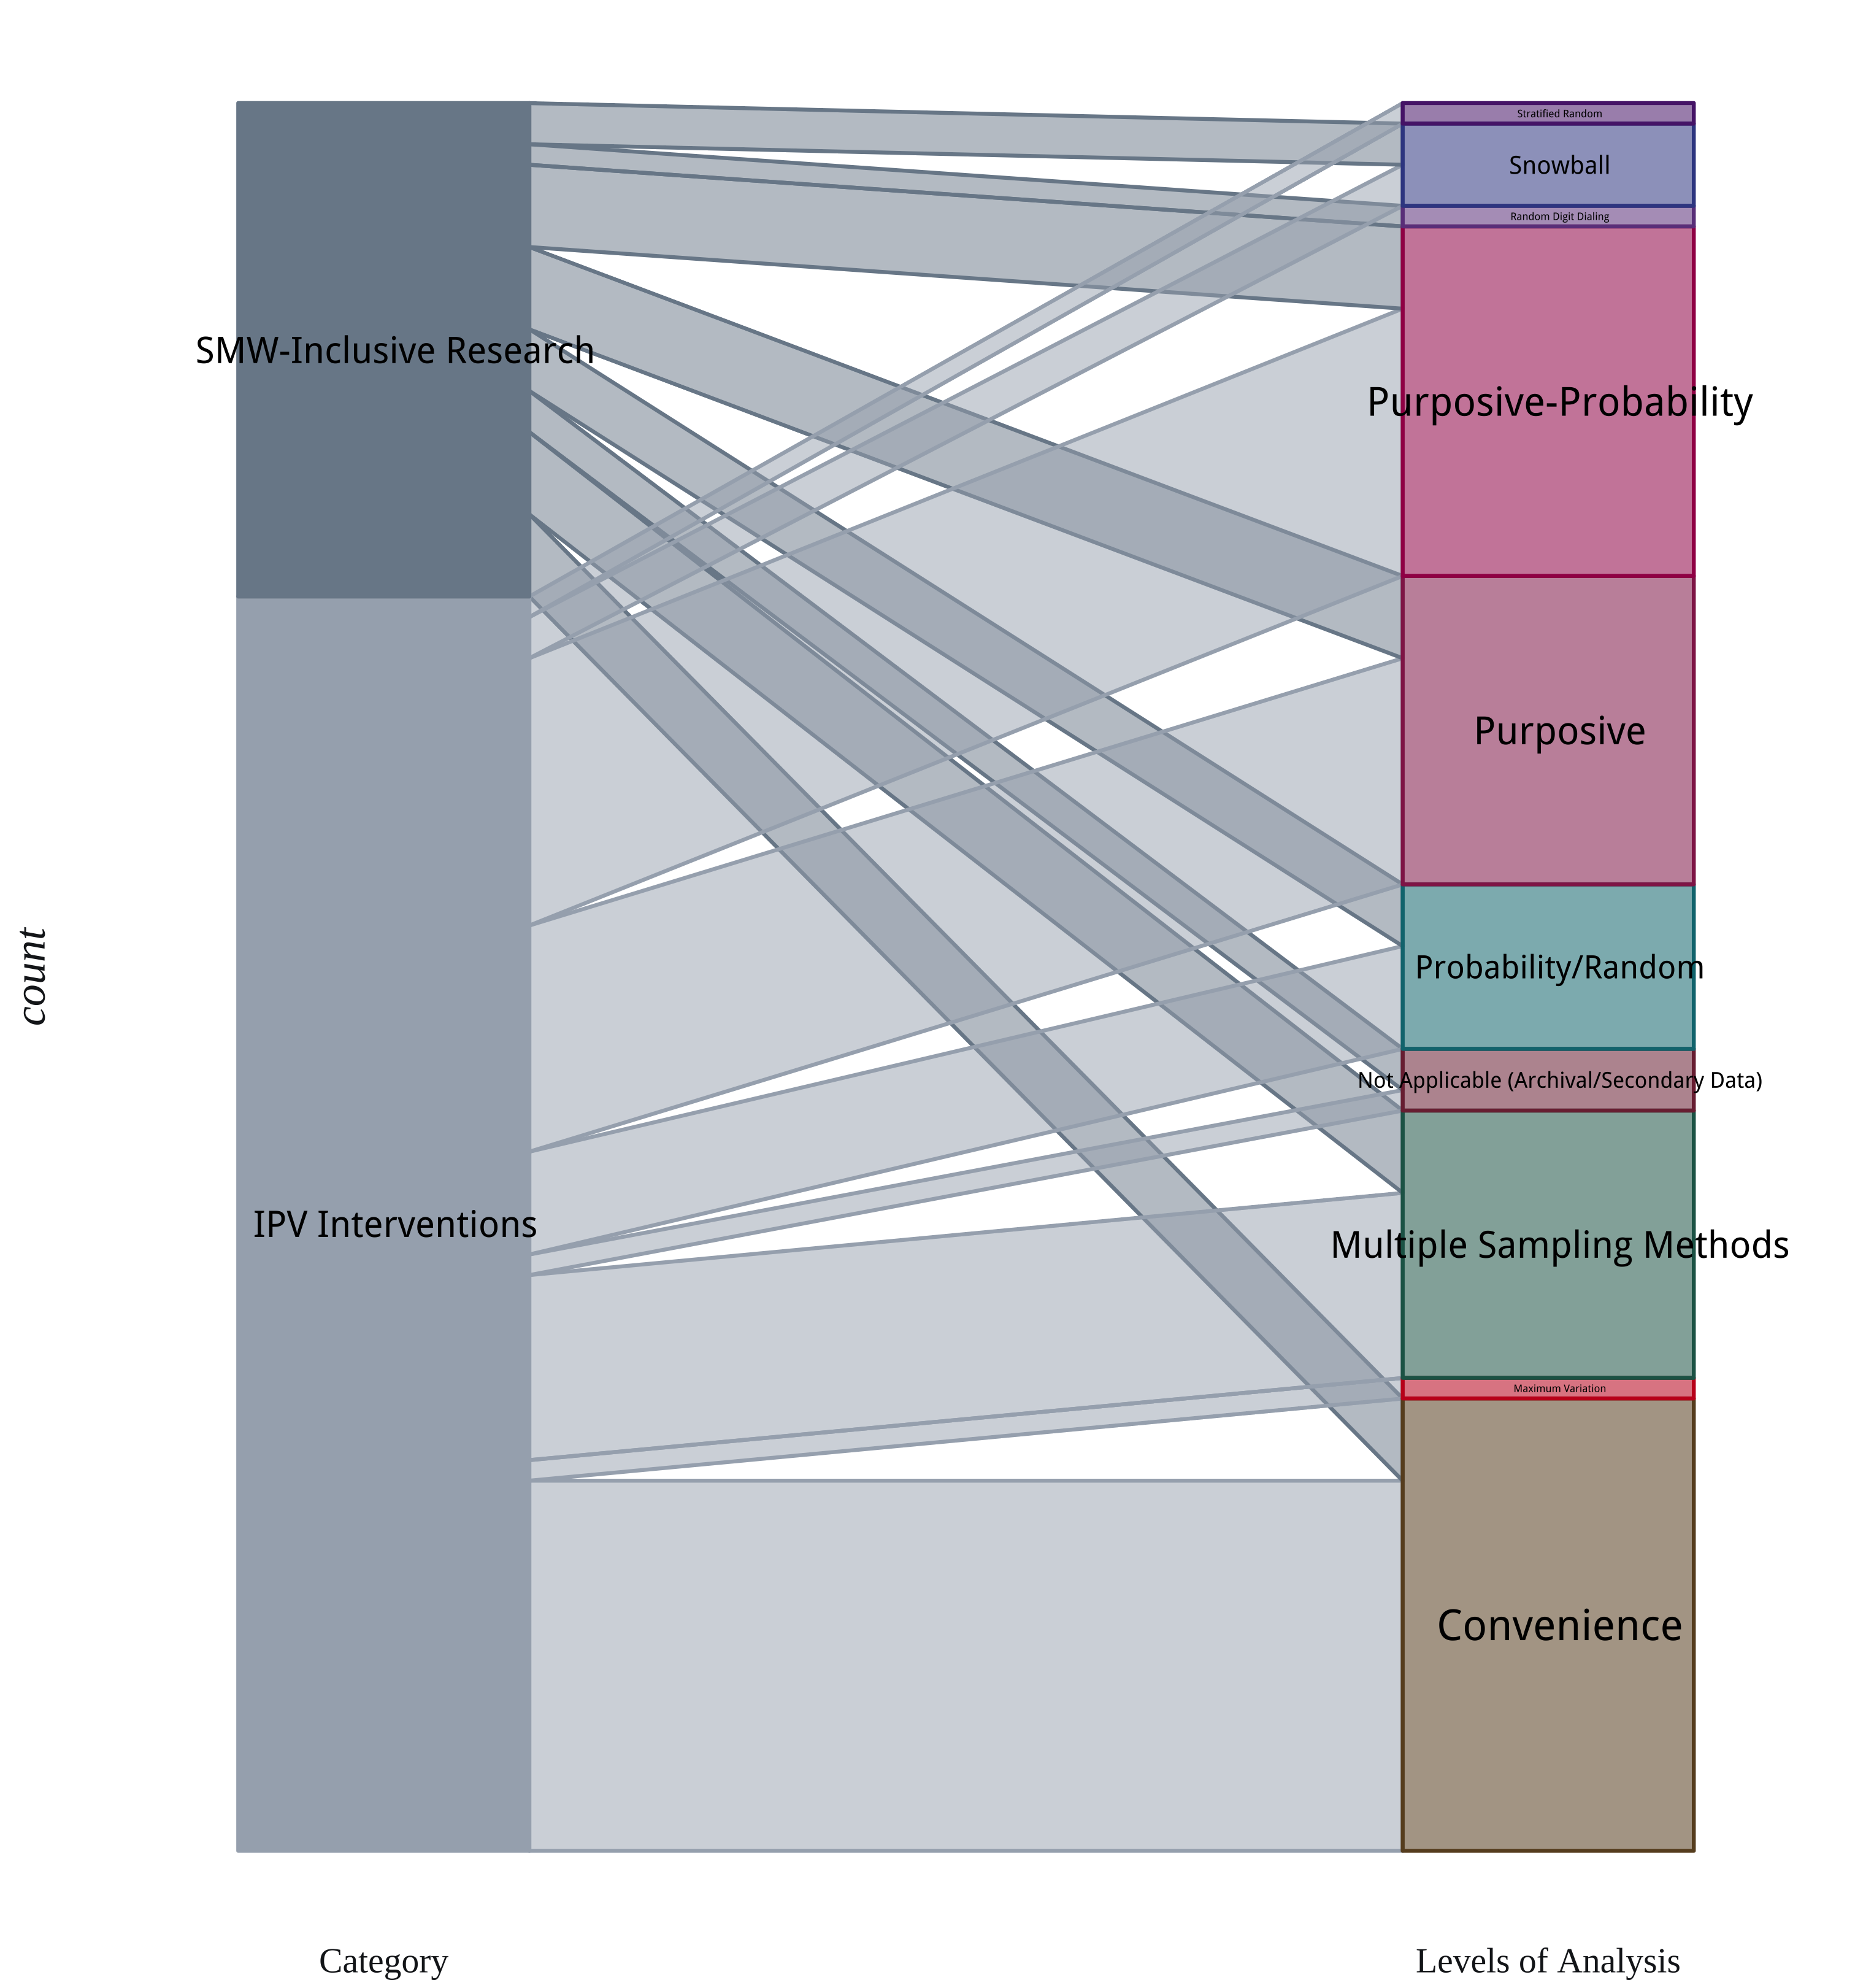 Stratified Random
Snowball
Random Digit Dialing
SMW-Inclusive Research
Purposive-Probability
Purposive
Probability/Random
count
Not Applicable (Archival/Secondary Data)
IPV Interventions
Multiple Sampling Methods
Maximum Variation
Convenience
Category
Levels of Analysis